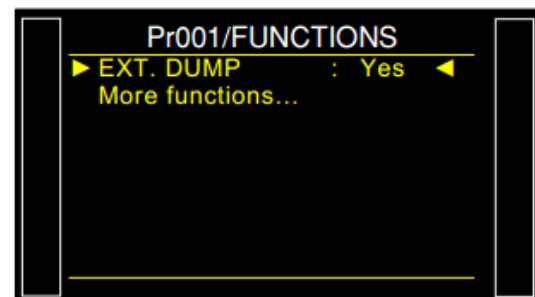 Pr001/FUNCTIONS
▶ EXT. DUMP : Yes ◀
More functions...